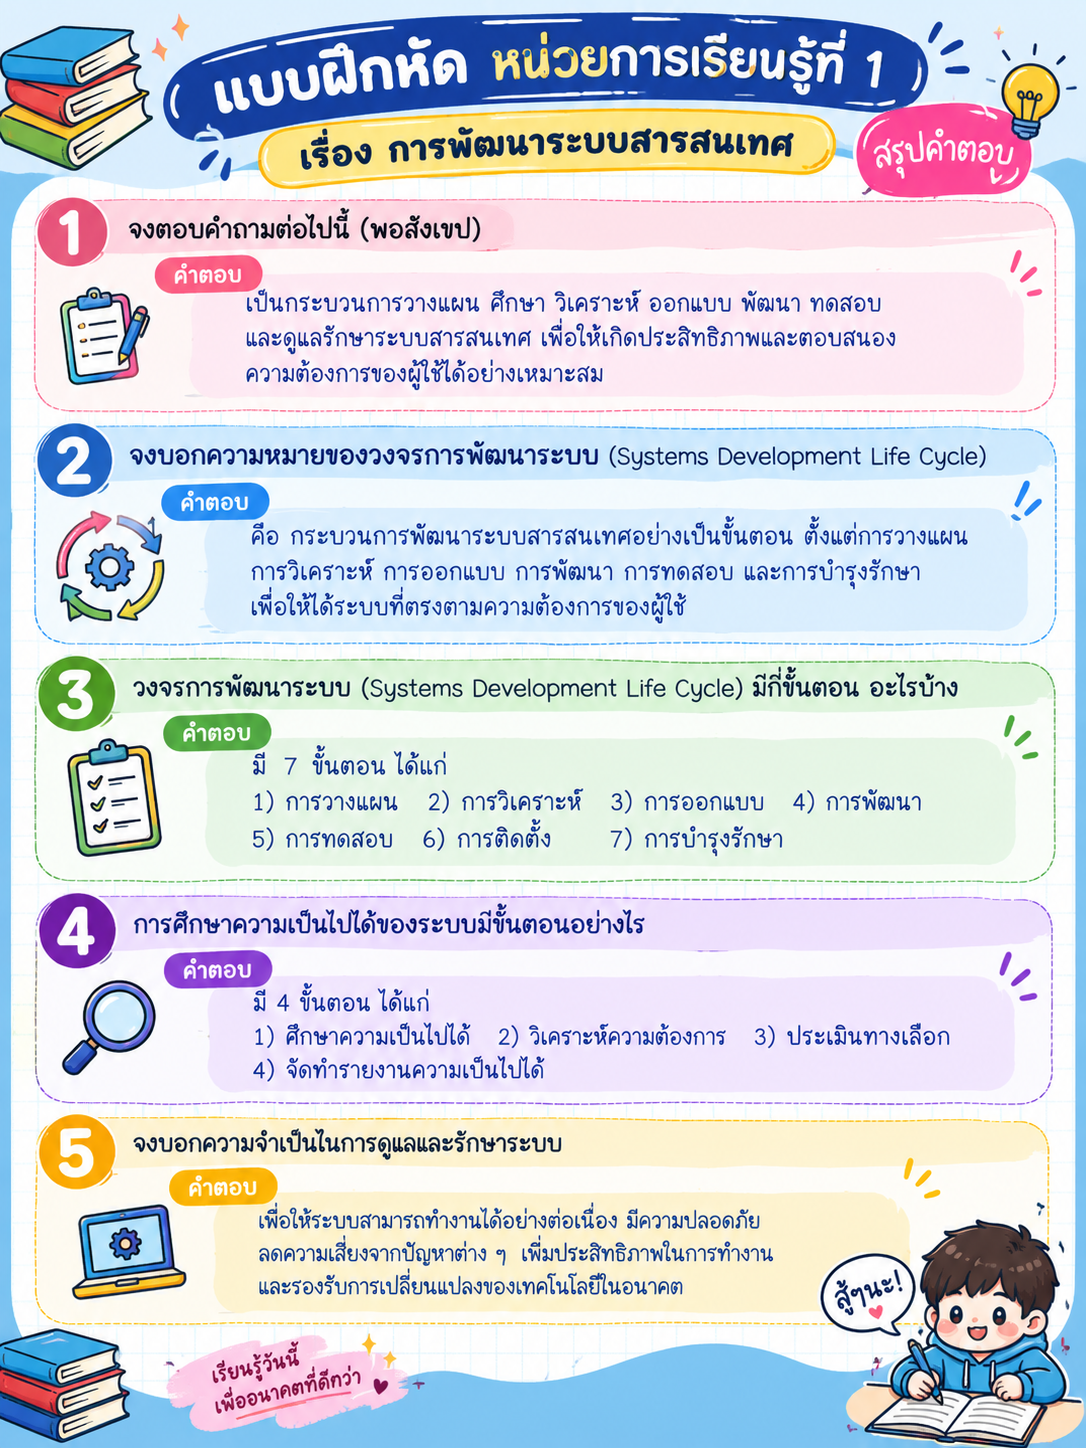 แบบฝึกหัด หน่วยการเรียนรู้ที่ 1
เรื่อง การพัฒนาระบบสารสนเทศ
สรุปคำตอบ
1 จงตอบคำถามต่อไปนี้ (พอสังเขป)
คำตอบ
เป็นกระบวนการวางแผน ศึกษา วิเคราะห์ ออกแบบ พัฒนา ทดสอบ
และดูแลรักษาระบบสารสนเทศ เพื่อให้เกิดประสิทธิภาพและตอบสนอง
ความต้องการของผู้ใช้ได้อย่างเหมาะสม
2 จงบอกความหมายของวงจรการพัฒนาระบบ (Systems Development Life Cycle)
คำตอบ
คือ กระบวนการพัฒนาระบบสารสนเทศอย่างเป็นขั้นตอน ตั้งแต่การวางแผน
การวิเคราะห์ การออกแบบ การพัฒนา การทดสอบ และการบำรุงรักษา
เพื่อให้ได้ระบบที่ตรงตามความต้องการของผู้ใช้
3 วงจรการพัฒนาระบบ (Systems Development Life Cycle) มีกี่ขั้นตอน อะไรบ้าง
คำตอบ
มี 7 ขั้นตอน ได้แก่
1) การวางแผน 2) การวิเคราะห์ 3) การออกแบบ 4) การพัฒนา
5) การทดสอบ 6) การติดตั้ง 7) การบำรุงรักษา
4 การศึกษาความเป็นไปได้ของระบบมีขั้นตอนอย่างไร
คำตอบ
มี 4 ขั้นตอน ได้แก่
1) ศึกษาความเป็นไปได้ 2) วิเคราะห์ความต้องการ 3) ประเมินทางเลือก
4) จัดทำรายงานความเป็นไปได้
5 จงบอกความจำเป็นในการดูแลและรักษาระบบ
คำตอบ
เพื่อให้ระบบสามารถทำงานได้อย่างต่อเนื่อง มีความปลอดภัย
ลดความเสี่ยงจากปัญหาต่าง ๆ เพิ่มประสิทธิภาพในการทำงาน
และรองรับการเปลี่ยนแปลงของเทคโนโลยีในอนาคต
สู้ๆนะ!
เรียนรู้วันนี้
เพื่ออนาคตที่ดีกว่า